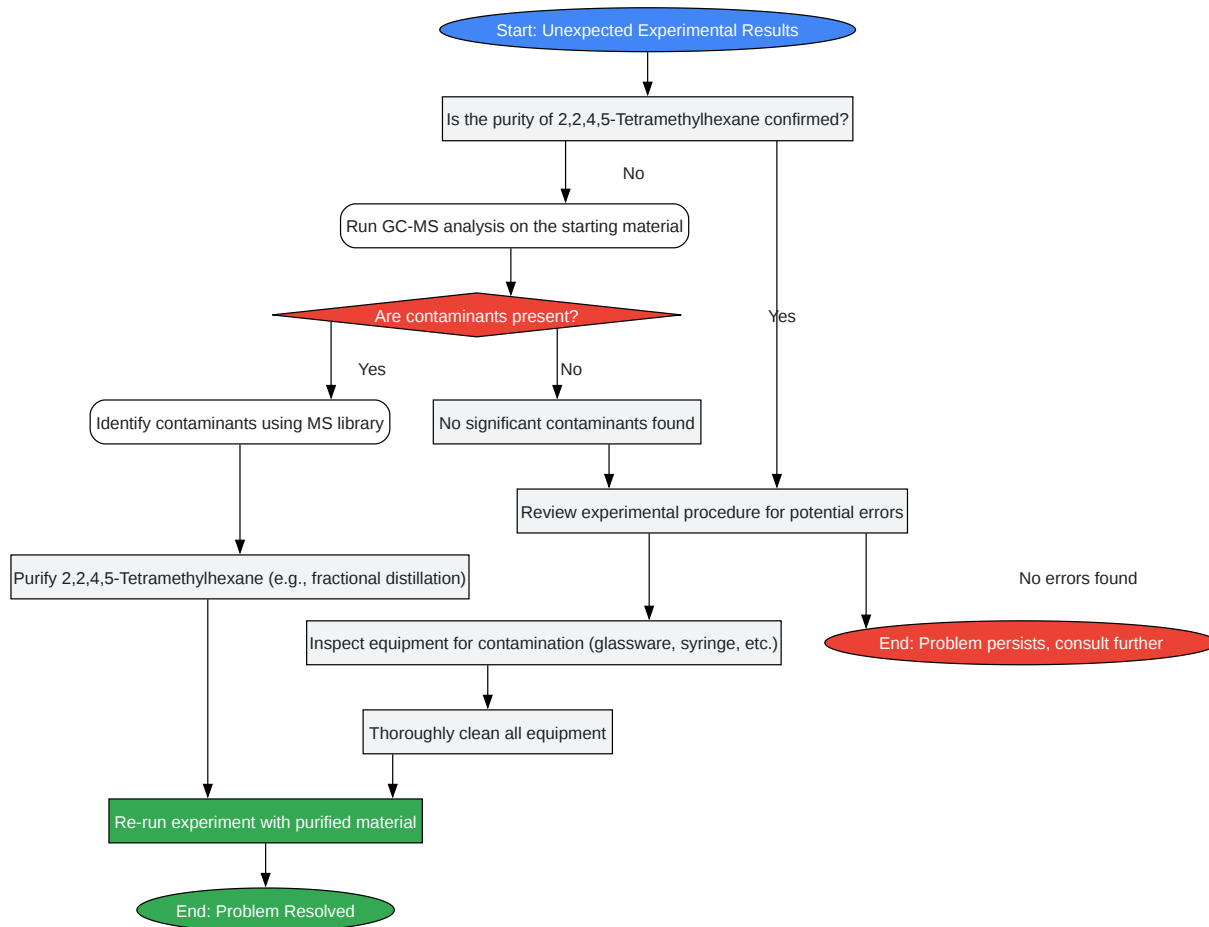 Start: Unexpected Experimental Results
Is the purity of 2,2,4,5-Tetramethylhexane confirmed?
No
Run GC-MS analysis on the starting material
Are contaminants present?
Yes
Yes
No
Identify contaminants using MS library
No significant contaminants found
Review experimental procedure for potential errors
Purify 2,2,4,5-Tetramethylhexane (e.g., fractional distillation)
No errors found
Inspect equipment for contamination (glassware, syringe, etc.)
End: Problem persists, consult further
Thoroughly clean all equipment
Re-run experiment with purified material
End: Problem Resolved